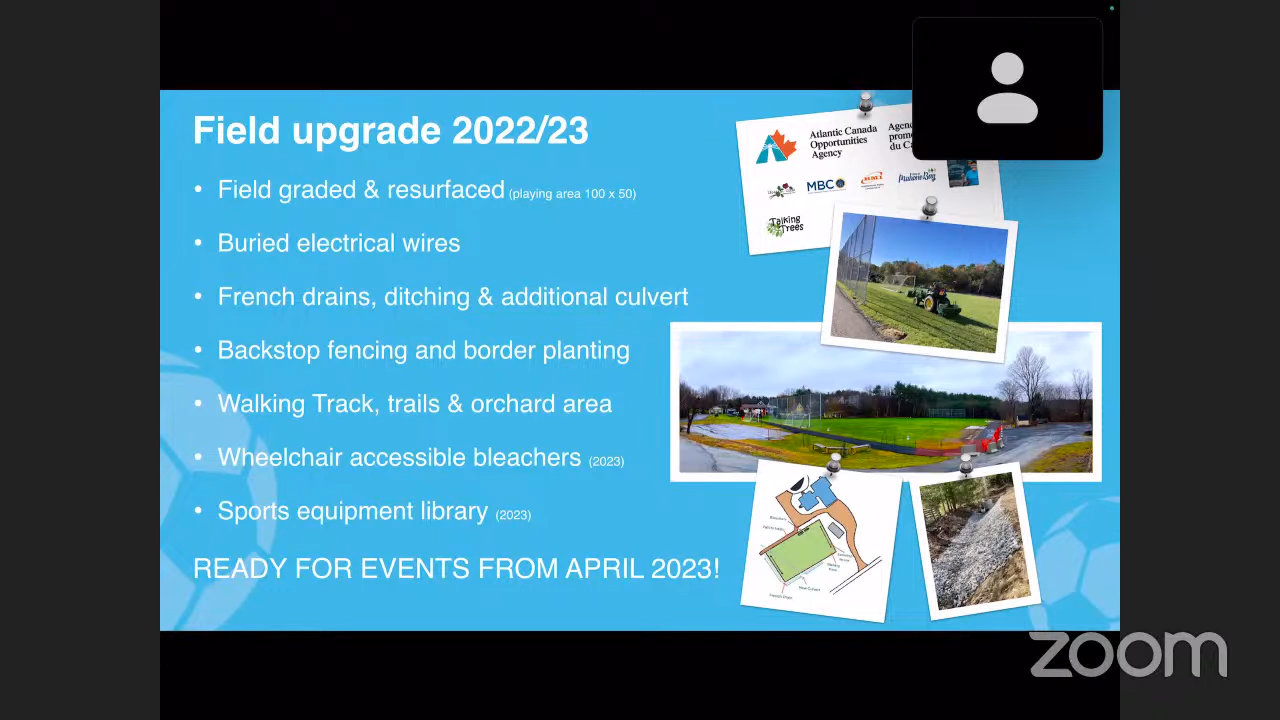 Field upgrade 2022/23
• Field graded & resurfaced (playing area 100 x 50)
• Buried electrical wires
• French drains, ditching & additional culvert
• Backstop fencing and border planting
• Walking Track, trails & orchard area
• Wheelchair accessible bleachers (2023)
• Sports equipment library (2023)
READY FOR EVENTS FROM APRIL 2023!
Atlantic Canada
Opportunities
Agency
MBC
Mahone Bay
Talking
Trees
zoom